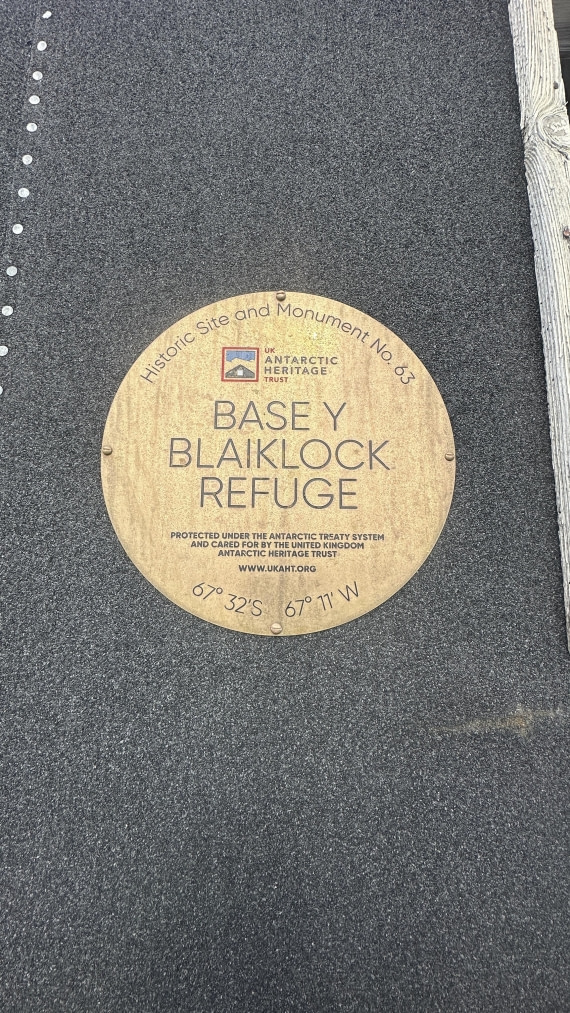 Historic Site and Monument No. 63
UK
ANTARCTIC
HERITAGE
TRUST
BASE Y
BLAIKLOCK
REFUGE
PROTECTED UNDER THE ANTARCTIC TREATY SYSTEM
AND CARED FOR BY THE UNITED KINGDOM
ANTARCTIC HERITAGE TRUST
WWW.UKAHT.ORG
67° 32'S 67° 11' W